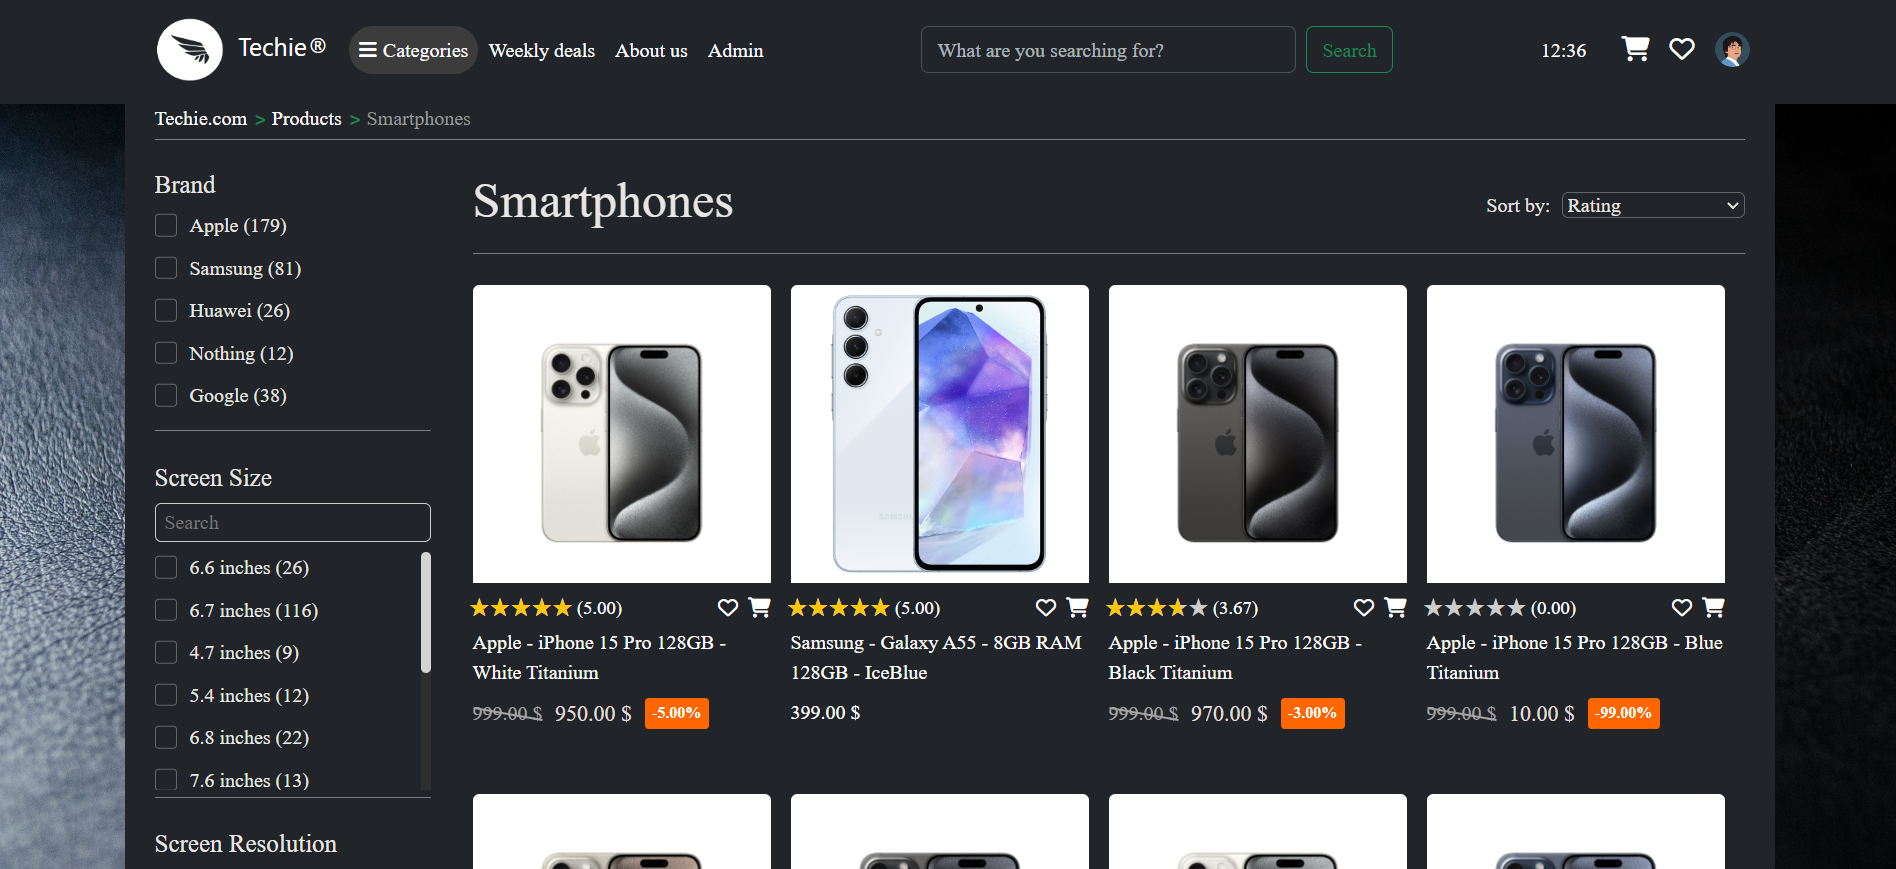 Techie®
Categories
Weekly deals
About us
Admin
What are you searching for?
Search
12:36
Techie.com > Products > Smartphones
Brand
Apple (179)
Samsung (81)
Huawei (26)
Nothing (12)
Google (38)
Screen Size
Search
6.6 inches (26)
6.7 inches (116)
4.7 inches (9)
5.4 inches (12)
6.8 inches (22)
7.6 inches (13)
Screen Resolution
Smartphones
Sort by: Rating
(5.00)
Apple - iPhone 15 Pro 128GB -
White Titanium
999.00 $ 950.00 $ -5.00%
SAMSUNG
(5.00)
Samsung - Galaxy A55 - 8GB RAM
128GB - IceBlue
399.00 $
(3.67)
Apple - iPhone 15 Pro 128GB -
Black Titanium
999.00 $ 970.00 $ -3.00%
(0.00)
Apple - iPhone 15 Pro 128GB - Blue
Titanium
999.00 $ 10.00 $ -99.00%